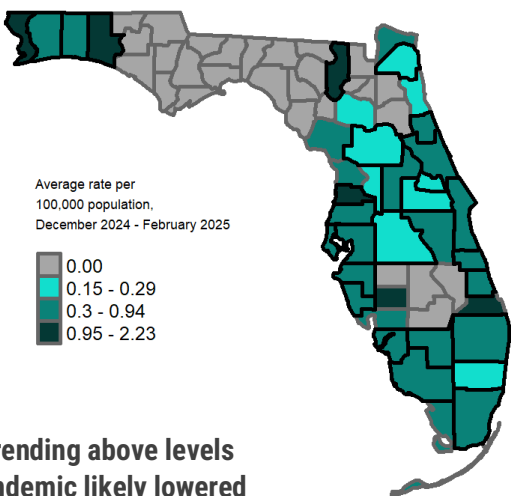 Average rate per
100,000 population,
December 2024 - February 2025
0.00
0.15 - 0.29
0.3 - 0.94
0.95 - 2.23
rending above levels
ndemic likely lowered